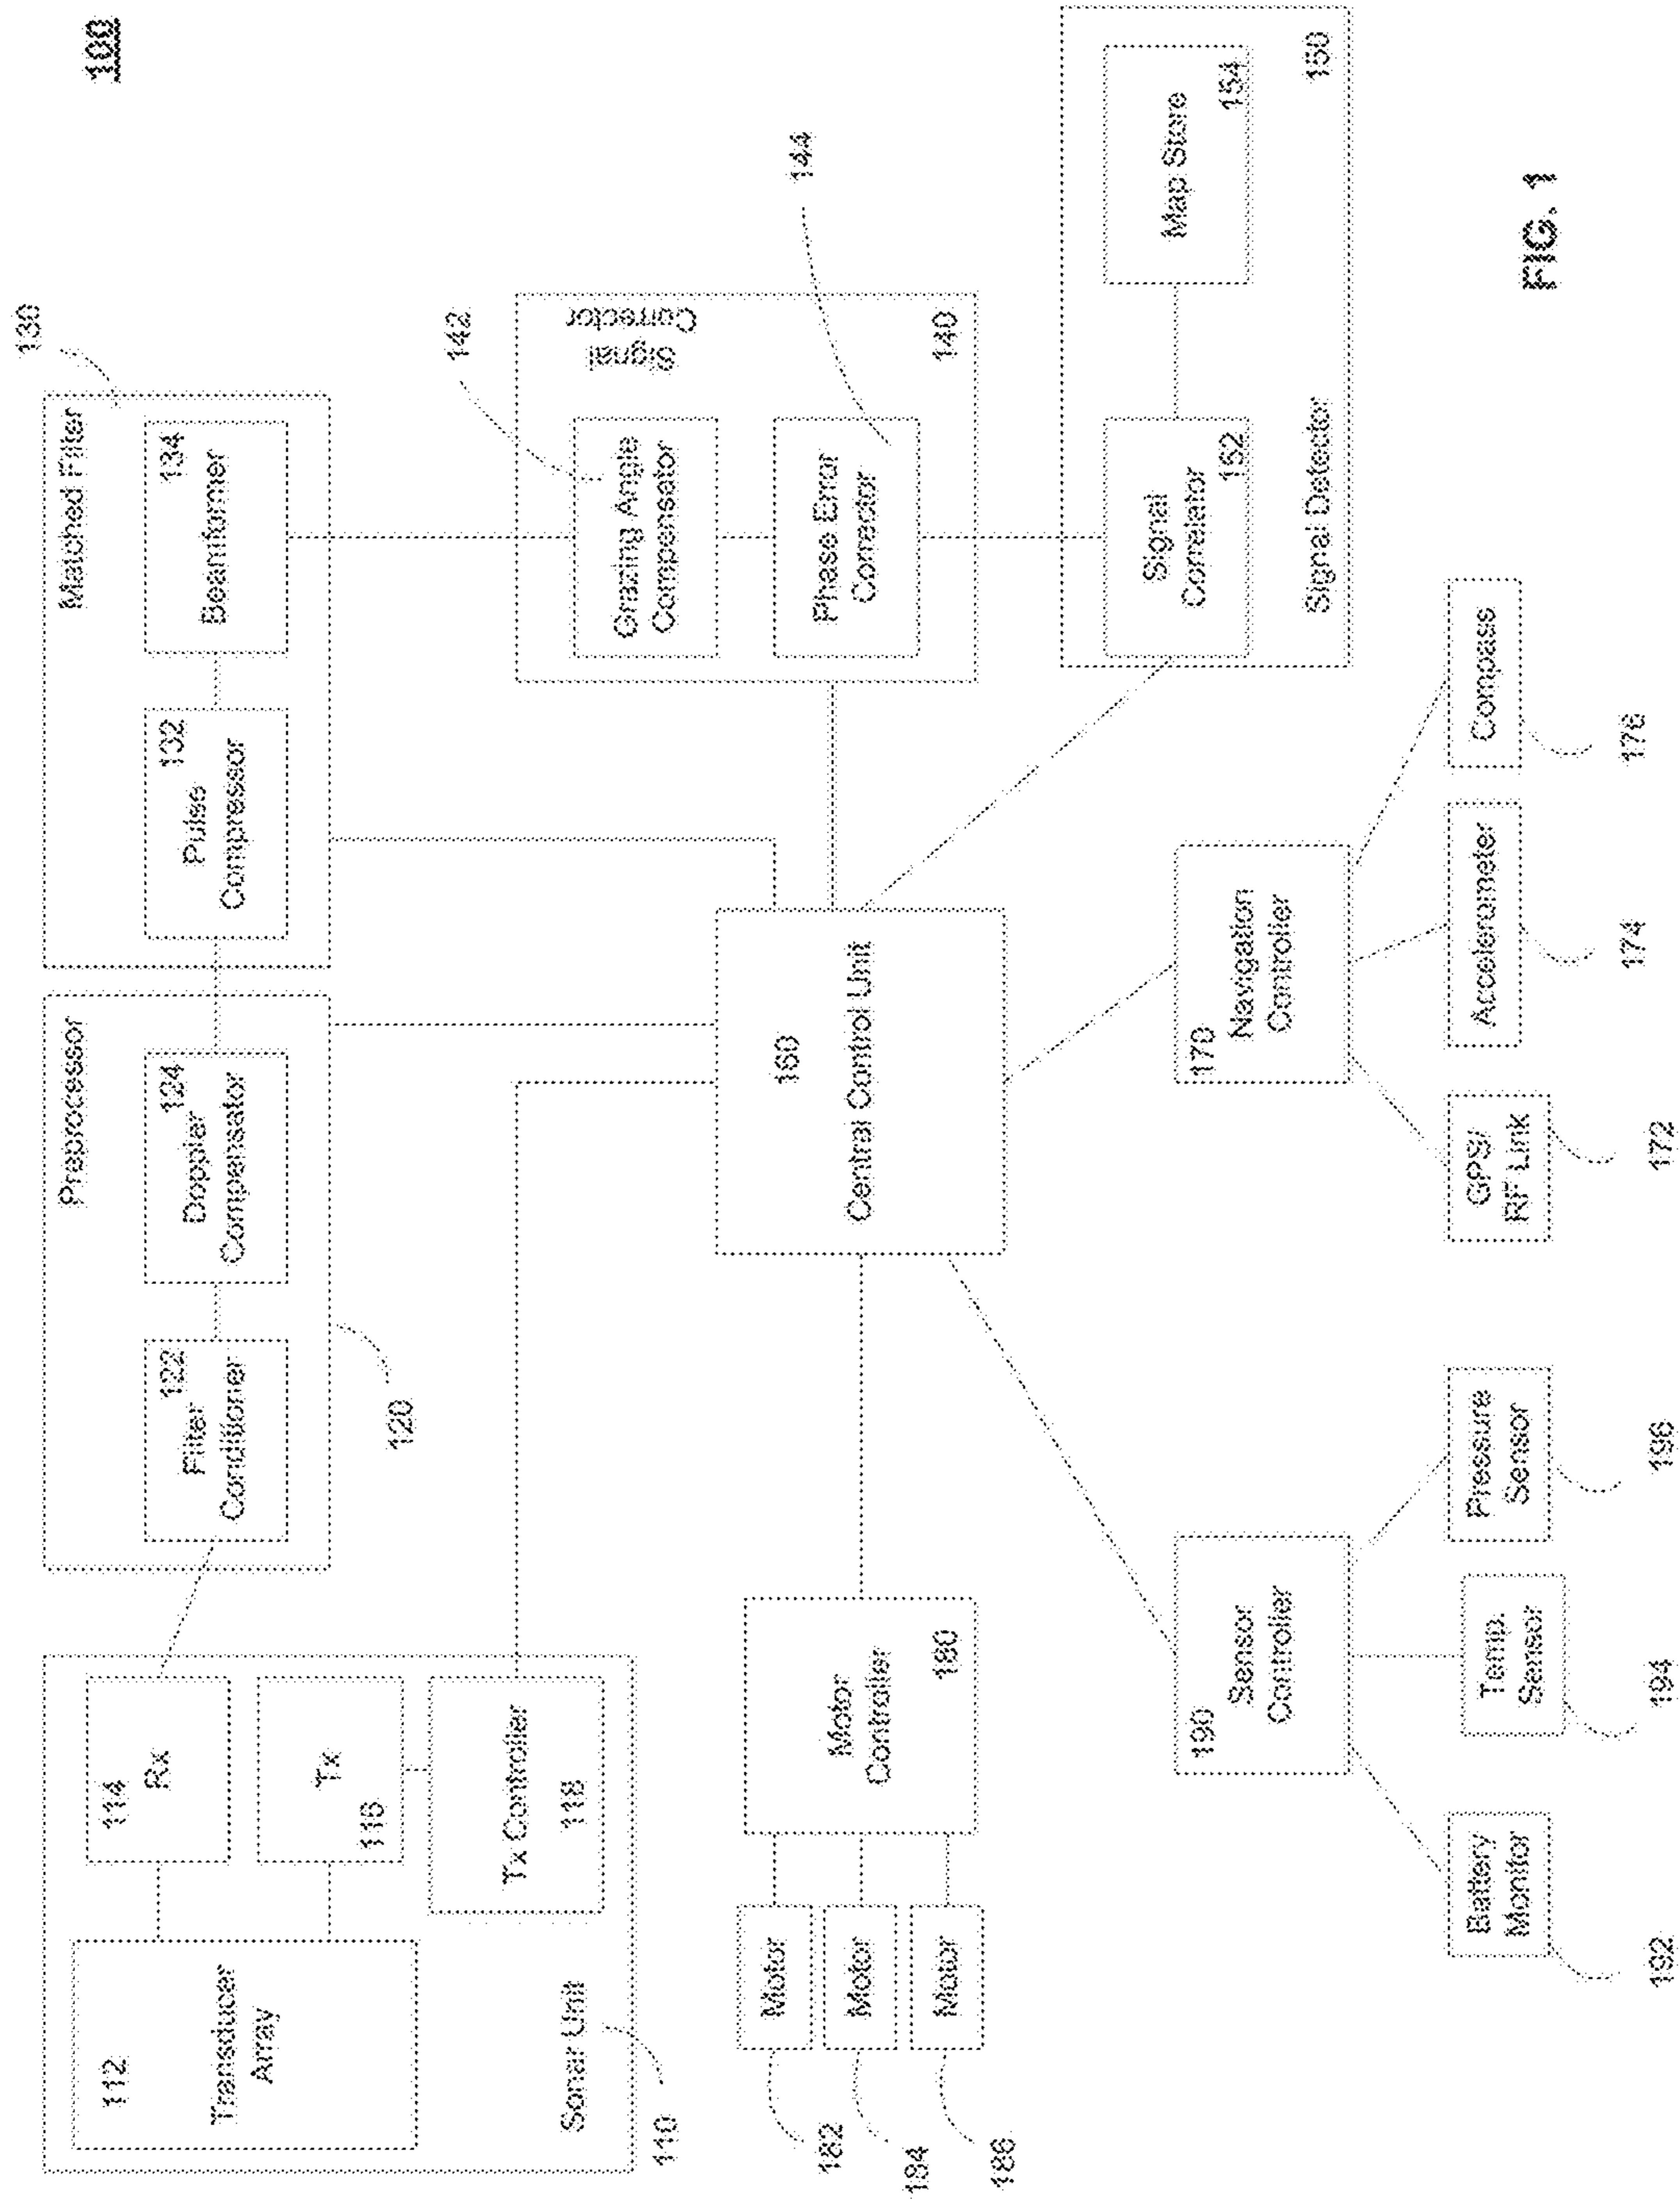 100
112
Transducer
Array
114
Rx
Tx
116
Tx Controller
118
Sonar Unit
110
Preprocessor
Filter
122
Conditioner
Doppler
124
Compensator
120
Matched Filter
130
Pulse
132
Compressor
134
Beamformer
142
Signal
Corrector
Grazing Angle
Compensator
Phase Error
Corrector
140
144
Signal
Correlator
152
Map Store
154
Signal Detector
150
160
Central Control Unit
Motor
Controller
180
Motor
Motor
Motor
182
184
186
190
Sensor
Controller
Battery
Monitor
Temp.
Sensor
Pressure
Sensor
192
194
196
170
Navigation
Controller
GPS/
RF Link
Accelerometer
Compass
172
174
176
FIG. 1